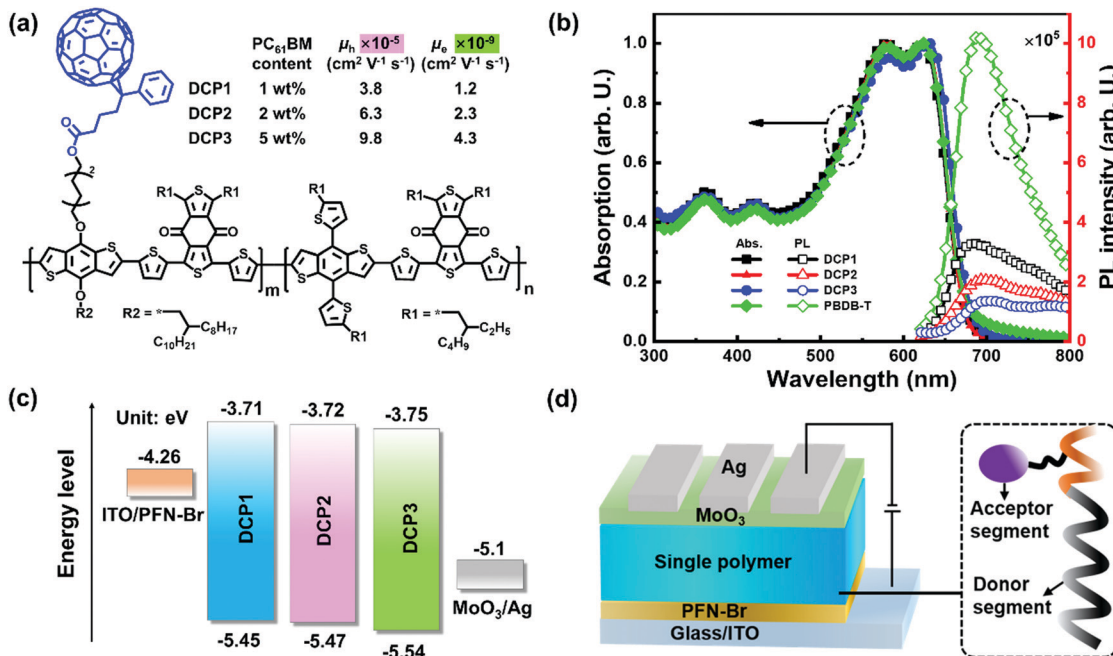 (a)
PC61BM content μh ×10-5 (cm2 V-1 s-1) μe ×10-9 (cm2 V-1 s-1)
DCP1 1 wt% 3.8 1.2
DCP2 2 wt% 6.3 2.3
DCP3 5 wt% 9.8 4.3
O
O
2
O
R1 S R1
R1
R1 S R1
S
O O
S
S
O O
S S S S S
m
S S S S S
n
O
R2
S
R1
R2 = *
C8H17
C10H21
R1 = *
C2H5
C4H9
(b)
×105
Absorption (arb. U.)
1.0
0.8
0.6
0.4
0.2
0.0
Abs. PL
DCP1
DCP2
DCP3
PBDB-T
10
8
6
4
2
0
PL intensity (arb. U.)
300 400 500 600 700 800
Wavelength (nm)
(c)
Energy level
Unit: eV
-4.26
ITO/PFN-Br
-3.71
DCP1
-5.45
-3.72
DCP2
-5.47
-3.75
DCP3
-5.54
-5.1
MoO3/Ag
(d)
Ag
MoO3
Single polymer
PFN-Br
Glass/ITO
Acceptor
segment
Donor
segment